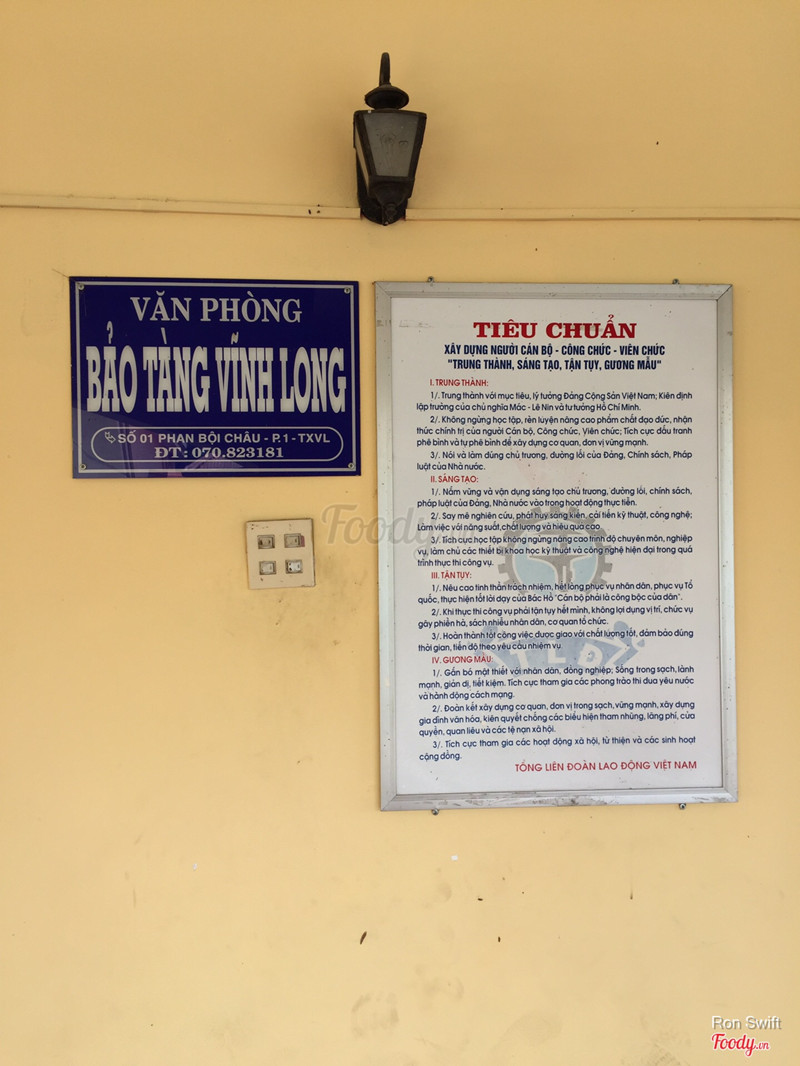 VĂN PHÒNG
BẢO TÀNG VĨNH LONG
SỐ 01 PHAN BỘI CHÂU - P.1 - TXVL
ĐT : 070.823181
TIÊU CHUẨN
XÂY DỰNG NGƯỜI CÁN BỘ - CÔNG CHỨC - VIÊN CHỨC
"TRUNG THÀNH, SÁNG TẠO, TẬN TỤY, GƯƠNG MẪU"
I. TRUNG THÀNH:
1/. Trung thành với mục tiêu, lý tưởng Đảng Cộng Sản Việt Nam; Kiên định
lập trường của chủ nghĩa Mác - Lê Nin và tư tưởng Hồ Chí Minh.
2/. Không ngừng học tập, rèn luyện nâng cao phẩm chất đạo đức, nhận
thức chính trị của người Cán bộ, Công chức, Viên chức; Tích cực đấu tranh
phê bình và tự phê bình để xây dựng cơ quan, đơn vị vững mạnh.
3/. Nói và làm đúng chủ trương, đường lối của Đảng, Chính sách, Pháp
luật của Nhà nước.
II. SÁNG TẠO:
1/. Nắm vững và vận dụng sáng tạo chủ trương, đường lối, chính sách,
pháp luật của Đảng, Nhà nước vào trong hoạt động thực tiễn.
2/. Say mê nghiên cứu, phát huy sáng kiến, cải tiến kỹ thuật, công nghệ;
Làm việc với năng suất, chất lượng và hiệu quả cao.
3/. Tích cực học tập không ngừng nâng cao trình độ chuyên môn, nghiệp
vụ, làm chủ các thiết bị khoa học kỹ thuật và công nghệ hiện đại trong quá
trình thực thi công vụ.
III. TẬN TỤY:
1/. Nêu cao tinh thần trách nhiệm, hết lòng phục vụ nhân dân, phục vụ Tổ
quốc, thực hiện tốt lời dạy của Bác Hồ "Cán bộ phải là công bộc của dân".
2/. Khi thực thi công vụ phải tận tụy hết mình, không lợi dụng vị trí, chức vụ
gây phiền hà, sách nhiễu nhân dân, cơ quan tổ chức.
3/. Hoàn thành tốt công việc được giao với chất lượng tốt, đảm bảo đúng
thời gian, tiến độ theo yêu cầu nhiệm vụ
IV. GƯƠNG MẪU:
1/. Gắn bó mật thiết với nhân dân, đồng nghiệp; Sống trong sạch, lành
mạnh, giản dị, tiết kiệm. Tích cực tham gia các phong trào thi đua yêu nước
và hành động cách mạng.
2/. Đoàn kết xây dựng cơ quan, đơn vị trong sạch, vững mạnh, xây dựng
gia đình văn hóa, kiên quyết chống các biểu hiện tham nhũng, lãng phí, cửa
quyền, quan liêu và các tệ nạn xã hội.
3/. Tích cực tham gia các hoạt động xã hội, từ thiện và các sinh hoạt
cộng đồng.
TỔNG LIÊN ĐOÀN LAO ĐỘNG VIỆT NAM
TLĐ
Foody.vn
Ron Swift
Foody.vn